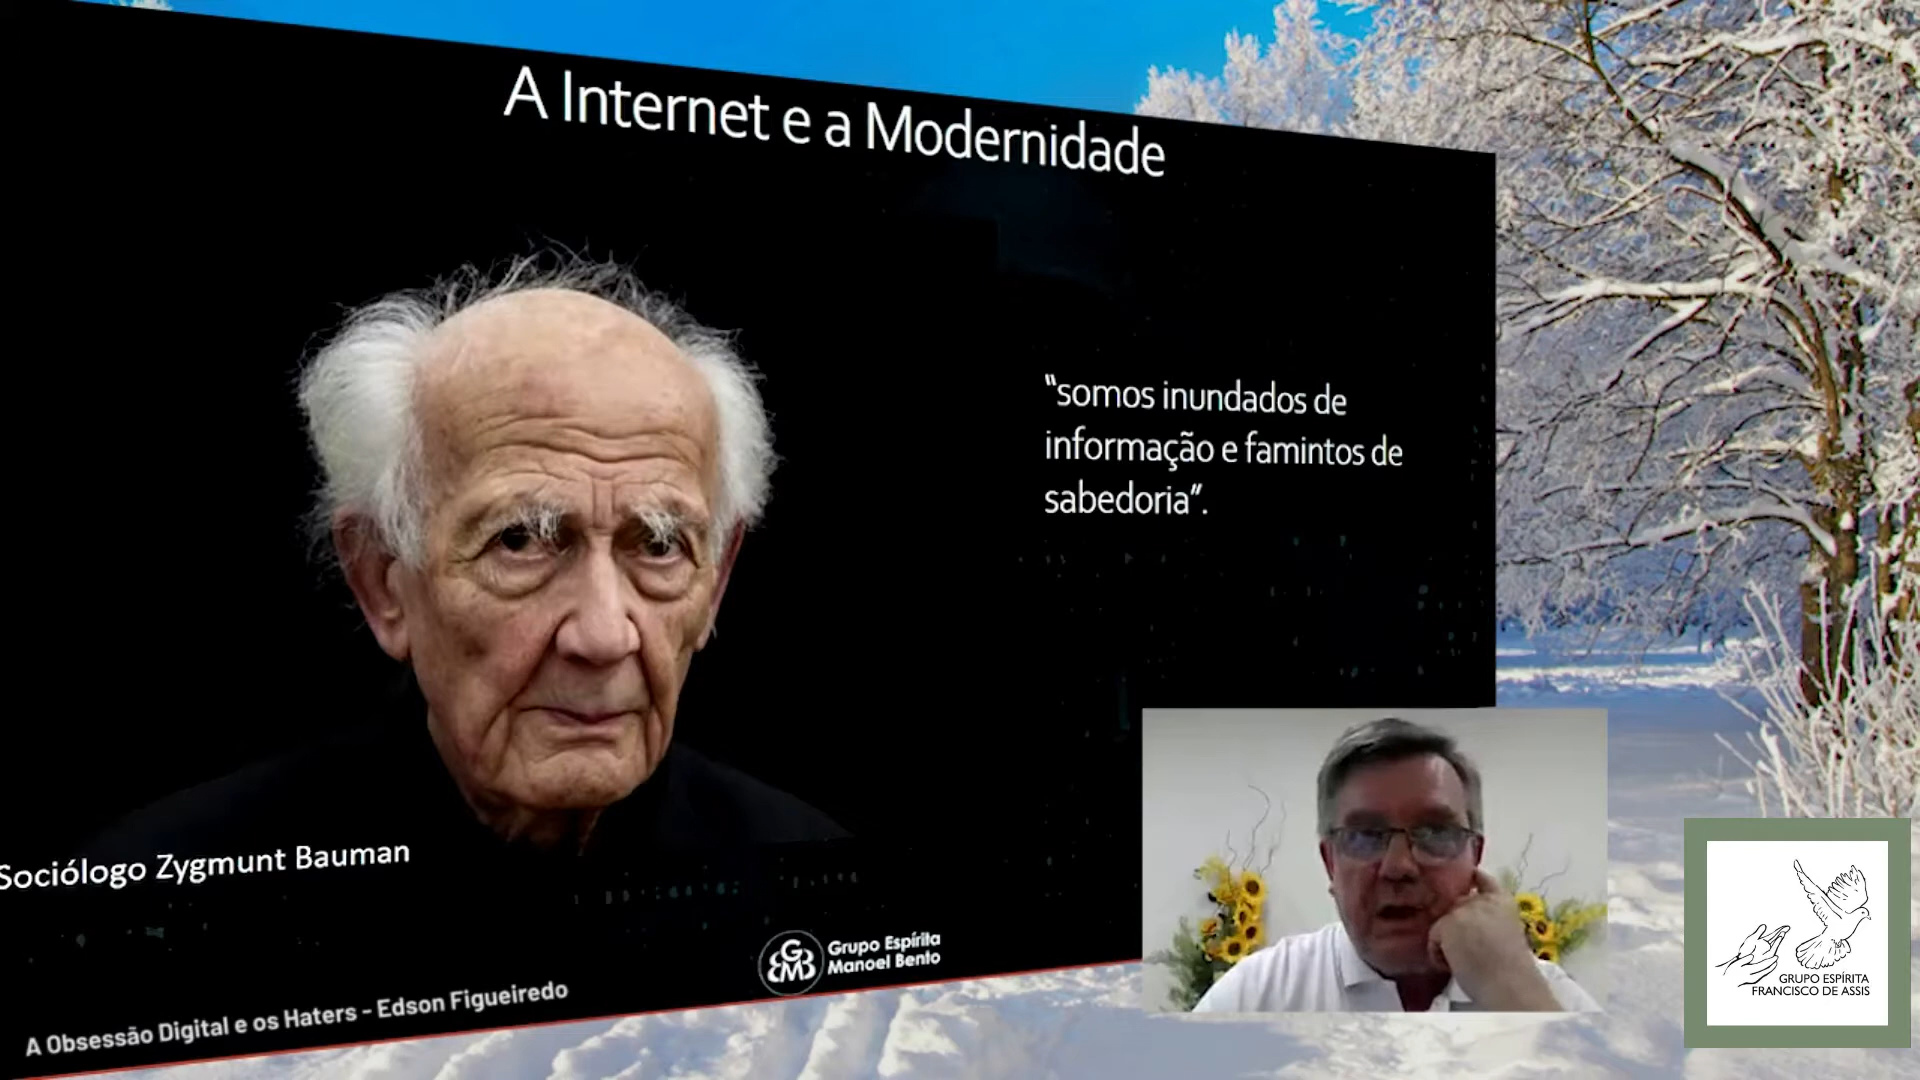 A Internet e a Modernidade
“somos inundados de
informação e famintos de
sabedoria”.
Sociólogo Zygmunt Bauman
GEMB
Grupo Espírita
Manoel Bento
A Obsessão Digital e os Haters - Edson Figueiredo
GRUPO ESPÍRITA
FRANCISCO DE ASSIS